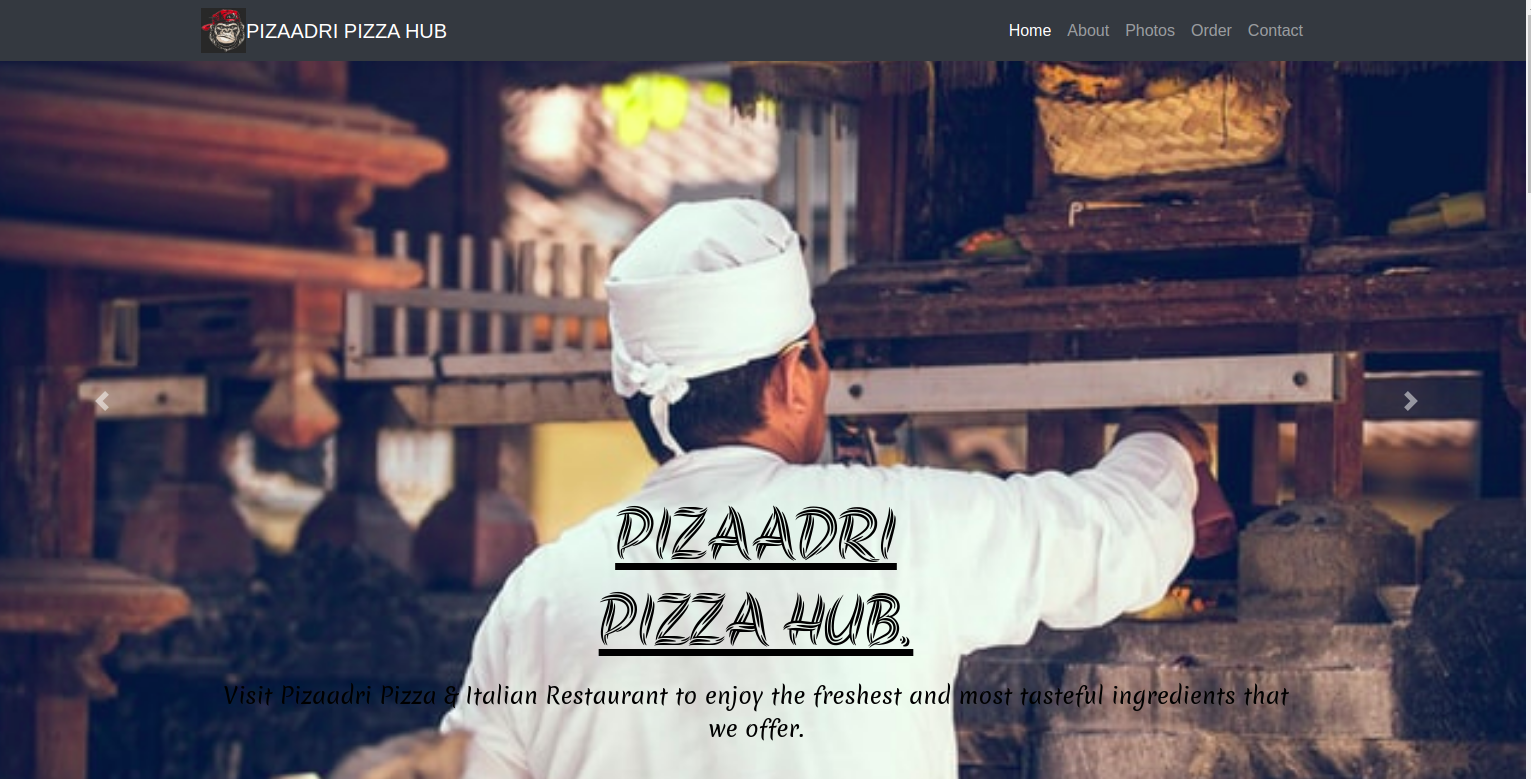 PIZAADRI PIZZA HUB
Home About Photos Order Contact
PIZAADRI
PIZZA HUB.
Visit Pizaadri Pizza & Italian Restaurant to enjoy the freshest and most tasteful ingredients that
we offer.